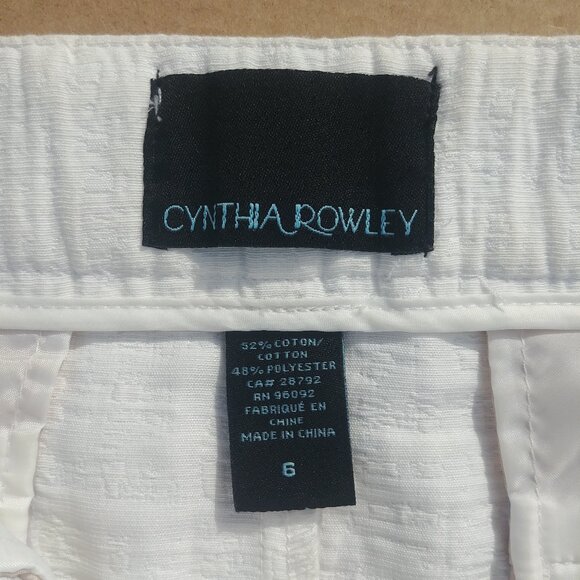 CYNTHIA ROWLEY
52% COTON/
COTTON
48% POLYESTER
CA# 28792
RN 96092
FABRIQUÉ EN
CHINE
MADE IN CHINA
6